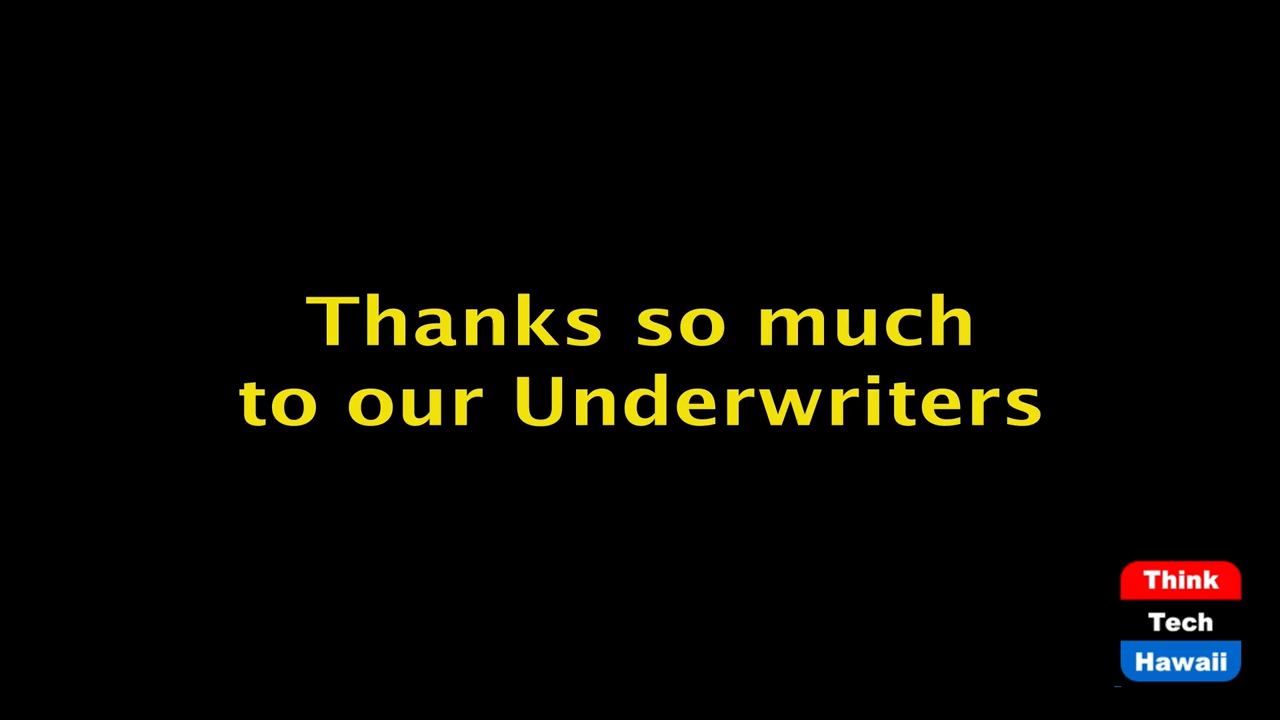 Thanks so much
to our Underwriters
Think
Tech
Hawaii